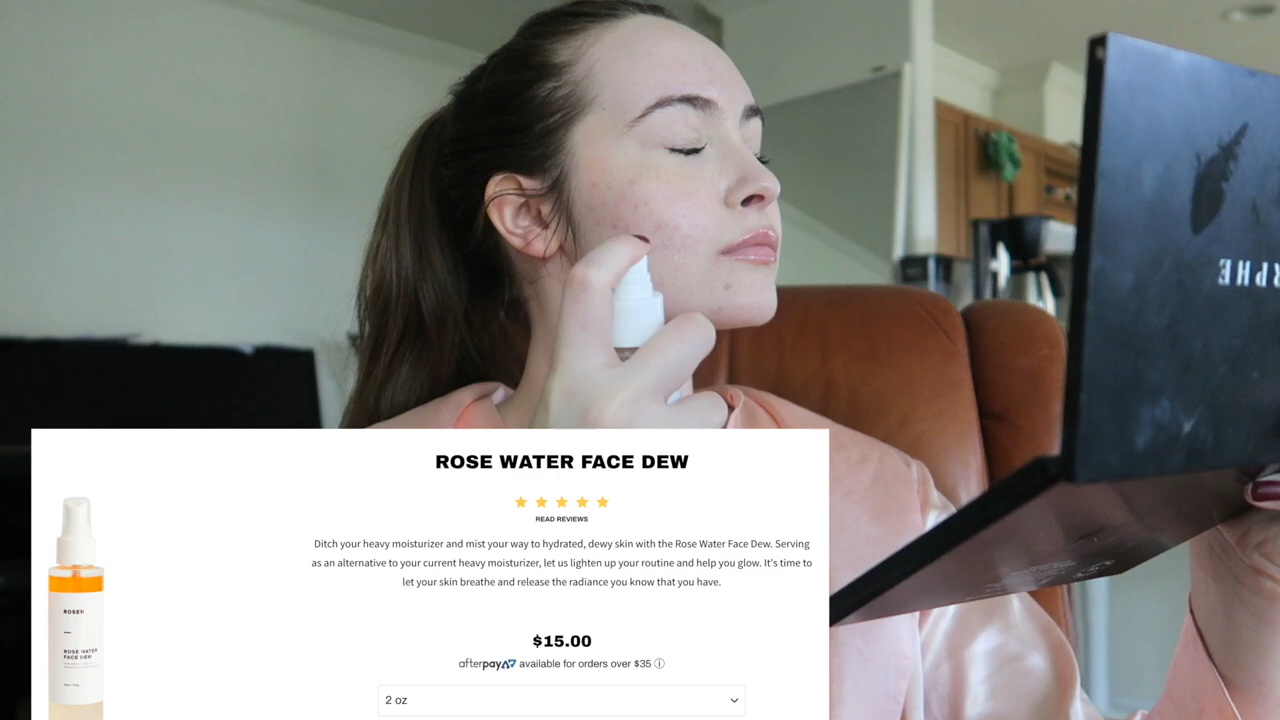 RPHE
ROSE WATER FACE DEW
READ REVIEWS
Ditch your heavy moisturizer and mist your way to hydrated, dewy skin with the Rose Water Face Dew. Serving
as an alternative to your current heavy moisturizer, let us lighten up your routine and help you glow. It's time to
let your skin breathe and release the radiance you know that you have.
ROSEN
ROSE WATER
FACE DEW
$15.00
afterpay available for orders over $35
2 oz